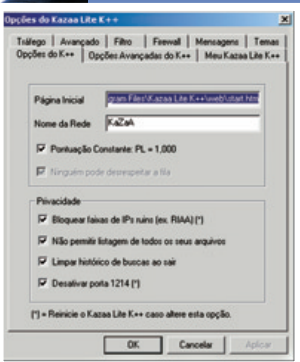 Opções do Kazaa Lite K++
Tráfego Avançado Filtro Firewall Mensagens Temas
Opções do K++ Opções Avançadas do K++ Meu Kazaa Lite K++
Página Inicial gram Files\Kazaa Lite K++\web\start.htm
Nome da Rede KaZaA
Pontuação Constante: PL = 1,000
Ninguém pode desrespeitar a fila
Privacidade
Bloquear faixas de IPs ruins (ex. RIAA) (*)
Não permitir listagem de todos os seus arquivos
Limpar histórico de buscas ao sair
Desativar porta 1214 (*)
(*) = Reinicie o Kazaa Lite K++ caso altere esta opção.
OK Cancelar Aplicar